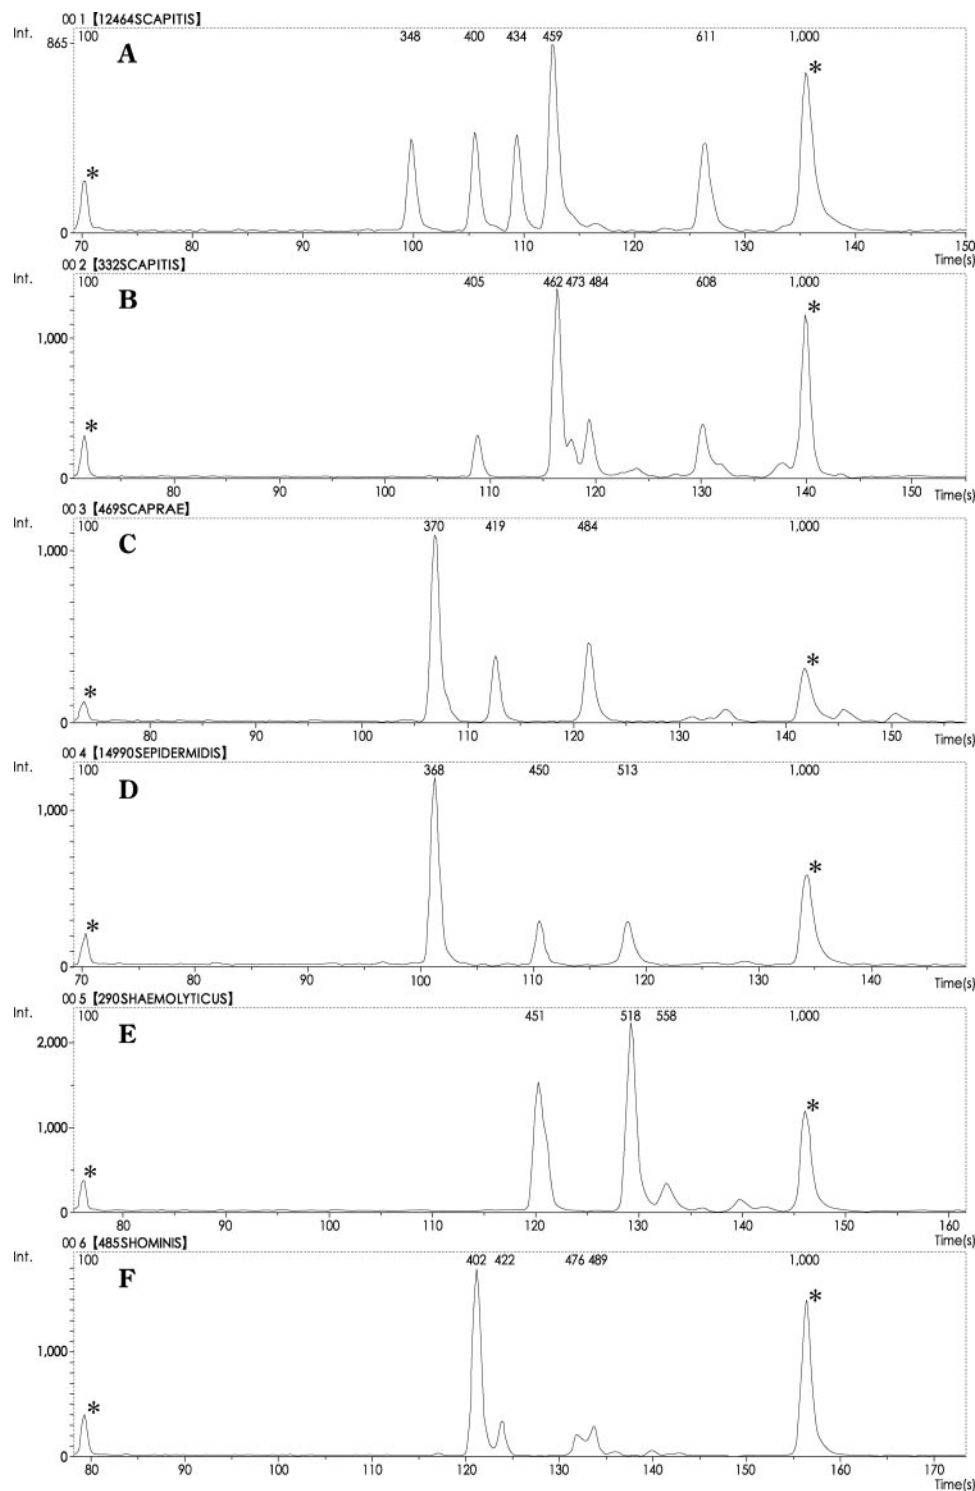 00 1【12464SCAPITIS】
Int. 100 348 400 434 459 611 1,000
865
A
*
*
0
70 80 90 100 110 120 130 140 150
Time(s)
00 2【332SCAPITIS】
Int. 100 405 462 473 484 608 1,000
B
*
1,000
*
0
80 90 100 110 120 130 140 150
Time(s)
00 3【469SCAPRAE】
Int. 100 370 419 484 1,000
C
1,000
*
*
0
80 90 100 110 120 130 140 150
Time(s)
00 4【14990SEPIDERMIDIS】
Int. 100 368 450 513 1,000
D
1,000
*
*
0
70 80 90 100 110 120 130 140
Time(s)
00 5【290SHAEMOLYTICUS】
Int. 100 451 518 558 1,000
E
2,000
*
1,000
*
0
80 90 100 110 120 130 140 150 160
Time(s)
00 6【485SHOMINIS】
Int. 100 402 422 476 489 1,000
F
*
1,000
*
0
80 90 100 110 120 130 140 150 160 170
Time(s)